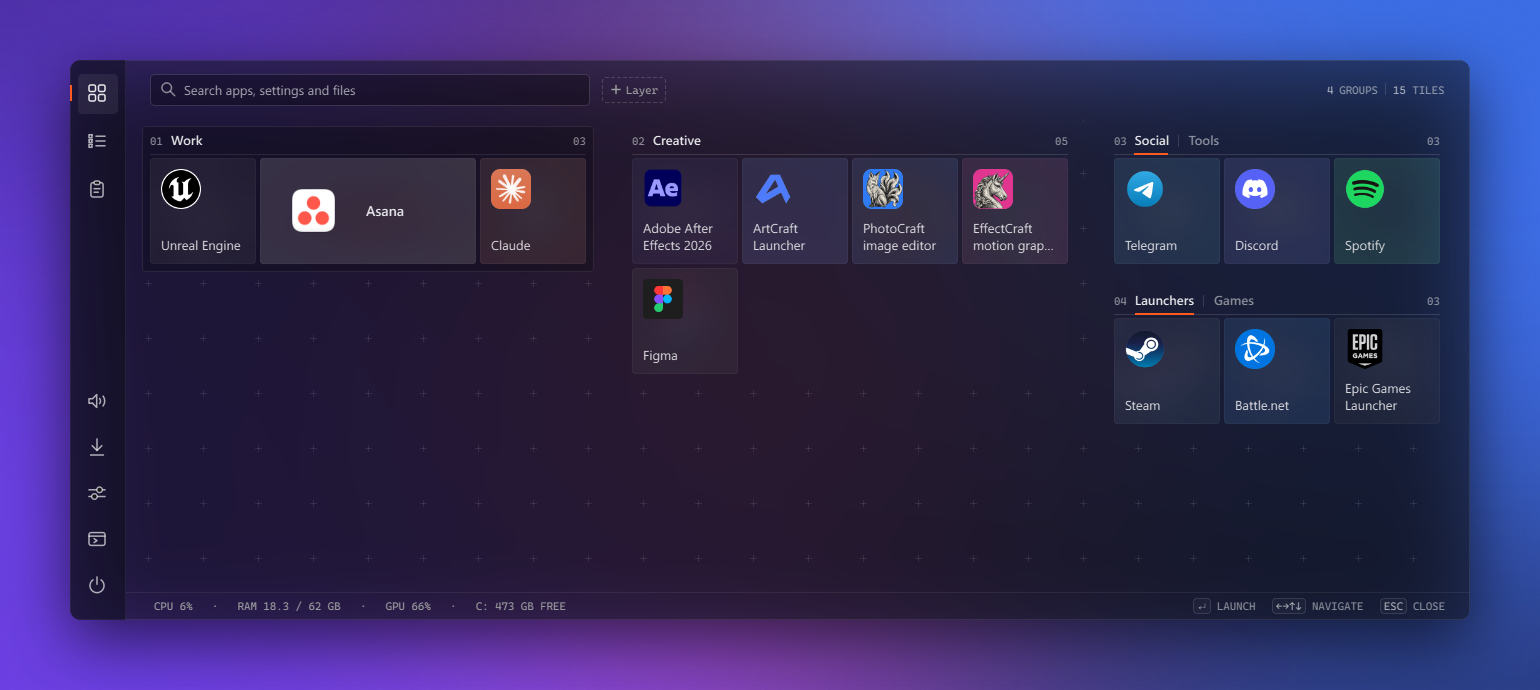 Search apps, settings and files
+ Layer
4 GROUPS | 15 TILES
01 Work 03
Unreal Engine
Asana
Claude
02 Creative 05
Ae
Adobe After
Effects 2026
ArtCraft
Launcher
PhotoCraft
image editor
EffectCraft
motion grap...
Figma
03 Social | Tools 03
Telegram
Discord
Spotify
04 Launchers | Games 03
Steam
Battle.net
EPIC
GAMES
Epic Games
Launcher
CPU 6% · RAM 18.3 / 62 GB · GPU 66% · C: 473 GB FREE
↵ LAUNCH ←→↑↓ NAVIGATE ESC CLOSE